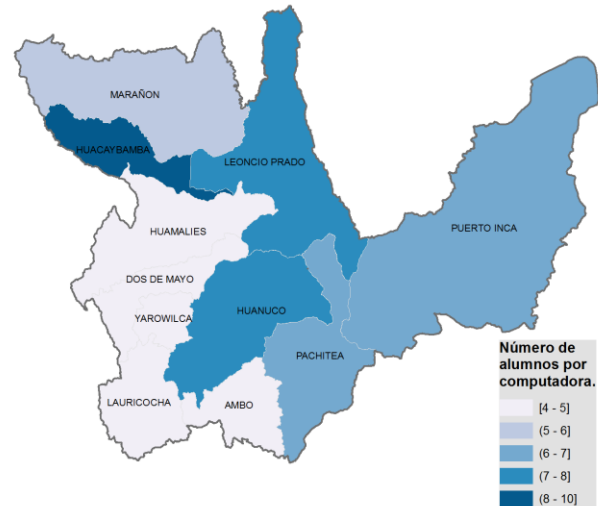 MARAÑON
HUACAYBAMBA
LEONCIO PRADO
HUAMALIES
PUERTO INCA
DOS DE MAYO
YAROWILCA
HUANUCO
PACHITEA
LAURICOCHA
AMBO
Número de
alumnos por
computadora.
[4 - 5]
(5 - 6]
(6 - 7]
(7 - 8]
(8 - 10]